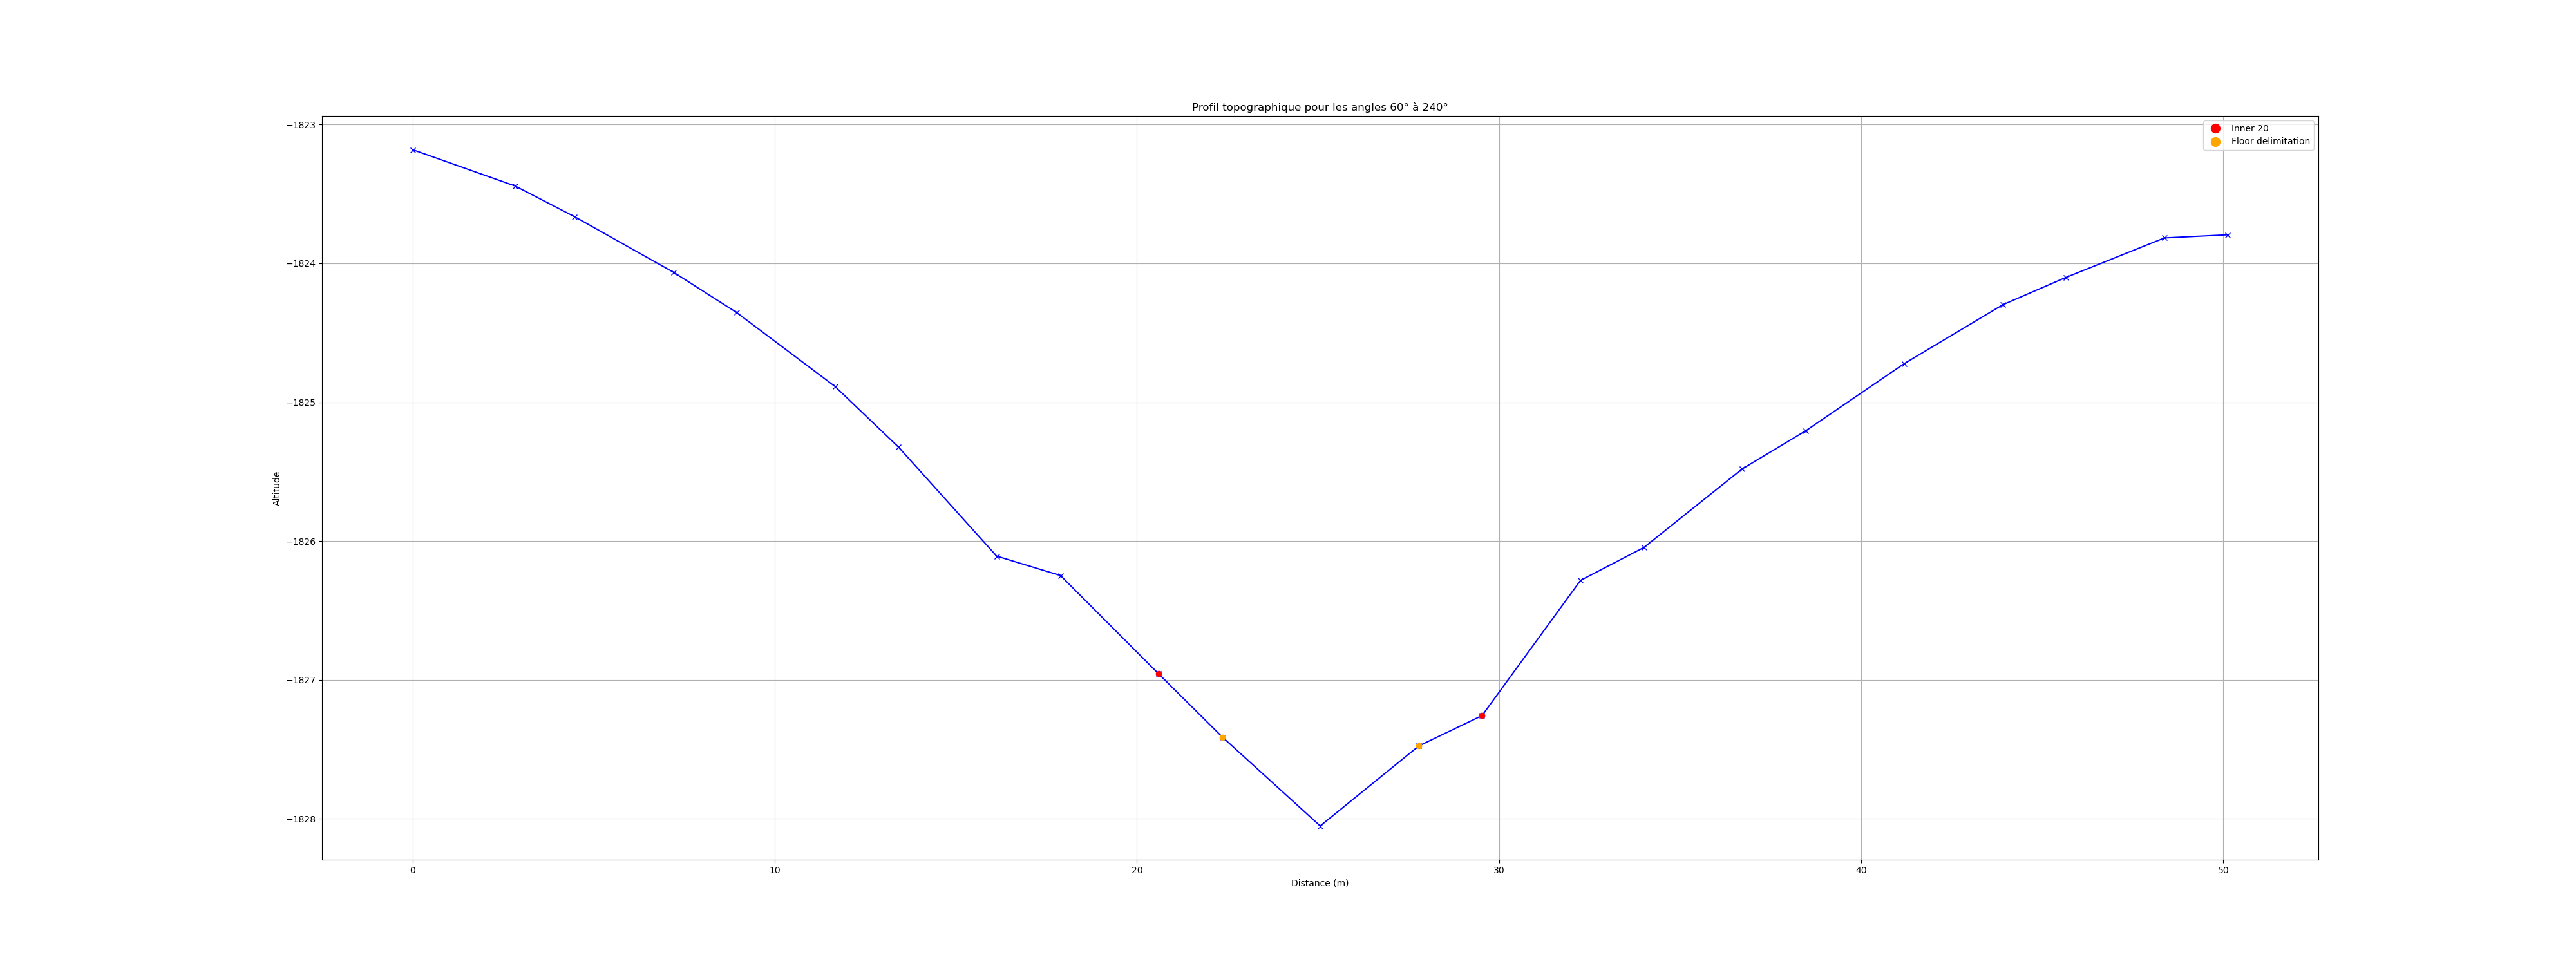 Profil topographique pour les angles 60° à 240°
Inner 20
Floor delimitation
−1823
−1824
−1825
−1826
−1827
−1828
Altitude
0 10 20 30 40 50
Distance (m)